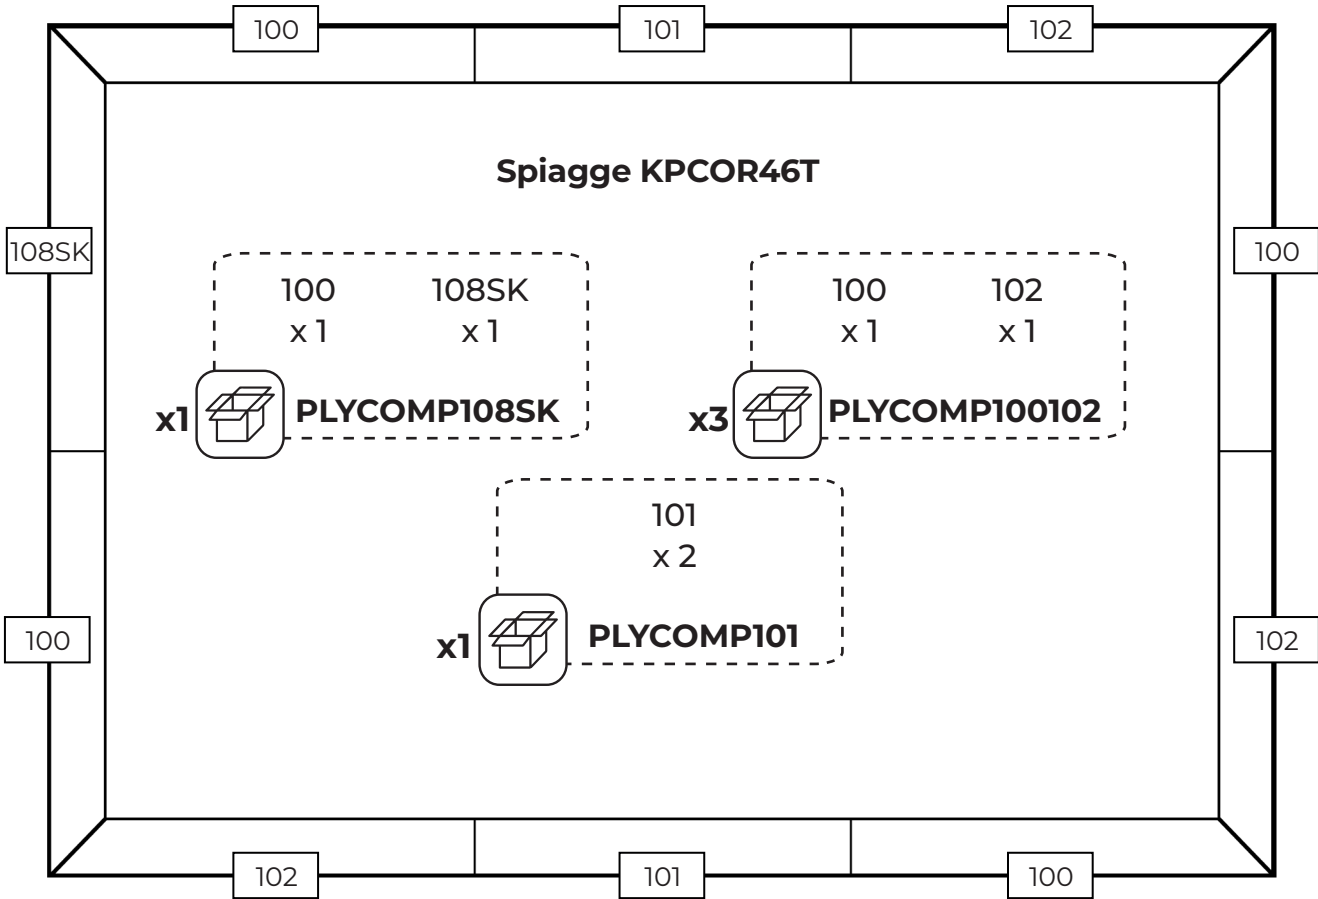 100 101 102
Spiagge KPCOR46T
108SK
100 108SK
x 1 x 1
x1 PLYCOMP108SK
100 102
x 1 x 1
x3 PLYCOMP100102
100
101
x 2
x1 PLYCOMP101
100
102
102 101 100